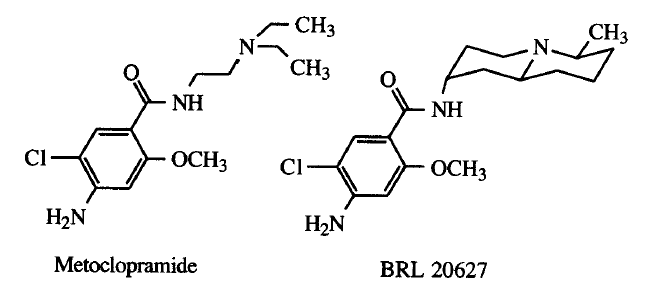 N
CH3
CH3
O
NH
Cl
OCH3
H2N
Metoclopramide
N
CH3
O
NH
Cl
OCH3
H2N
BRL 20627